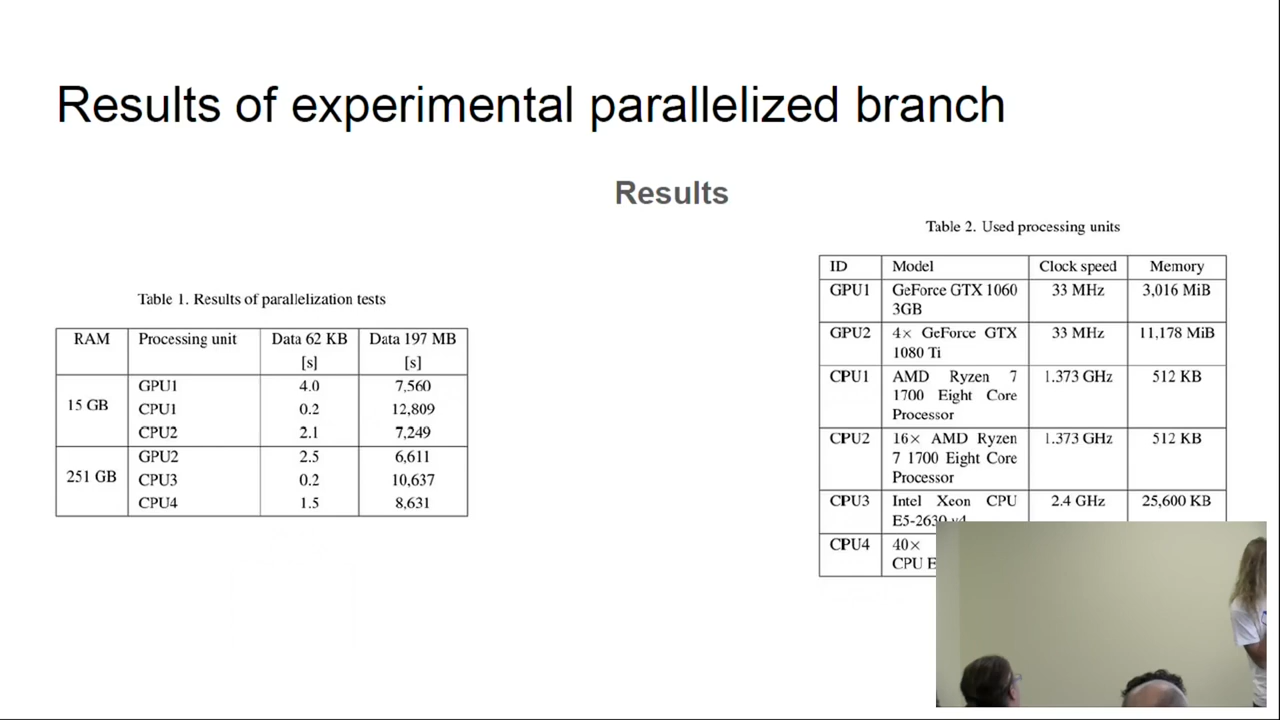 Results of experimental parallelized branch
Results
Table 1. Results of parallelization tests
RAM Processing unit Data 62 KB [s] Data 197 MB [s]
15 GB
GPU1 4.0 7,560
CPU1 0.2 12,809
CPU2 2.1 7,249
251 GB
GPU2 2.5 6,611
CPU3 0.2 10,637
CPU4 1.5 8,631
Table 2. Used processing units
ID Model Clock speed Memory
GPU1 GeForce GTX 1060 33 MHz 3,016 MiB
3GB
GPU2 4× GeForce GTX 33 MHz 11,178 MiB
1080 Ti
CPU1 AMD Ryzen 7 1.373 GHz 512 KB
1700 Eight Core
Processor
CPU2 16× AMD Ryzen 1.373 GHz 512 KB
7 1700 Eight Core
Processor
CPU3 Intel Xeon CPU 2.4 GHz 25,600 KB
E5-2630 v4
CPU4 40×
CPU E